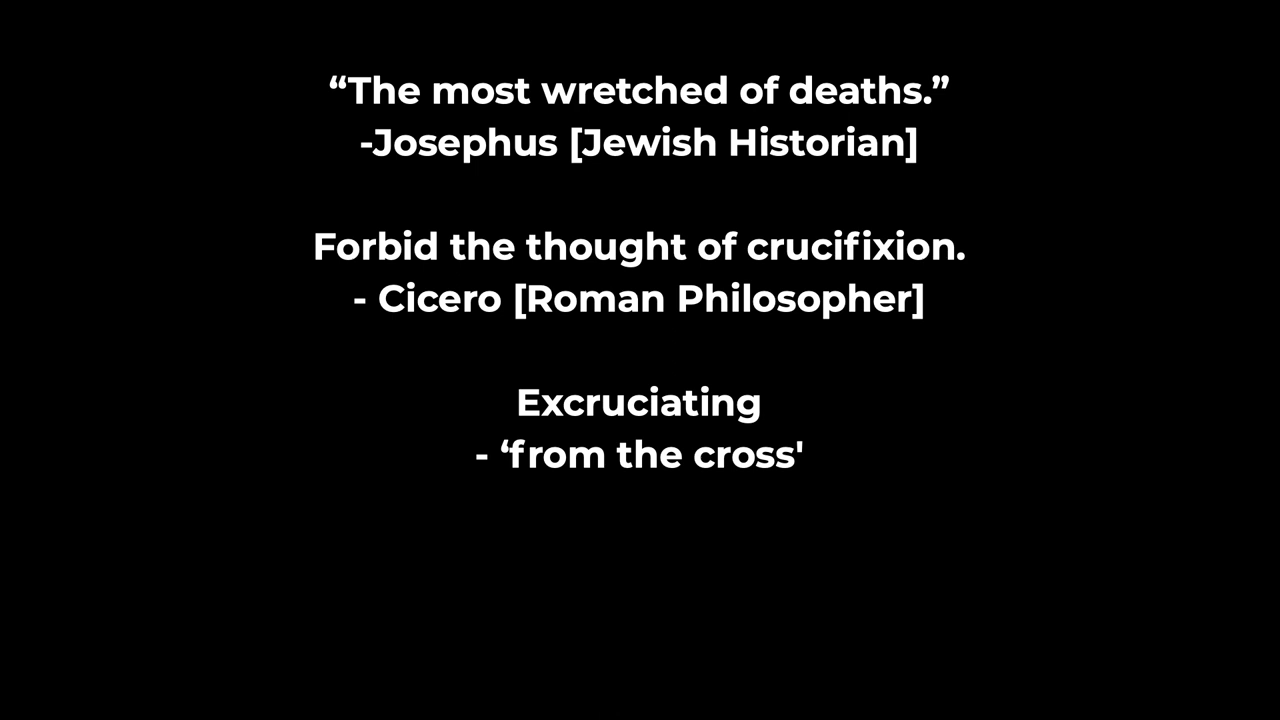 “The most wretched of deaths.”
-Josephus [Jewish Historian]
Forbid the thought of crucifixion.
- Cicero [Roman Philosopher]
Excruciating
- ‘from the cross'